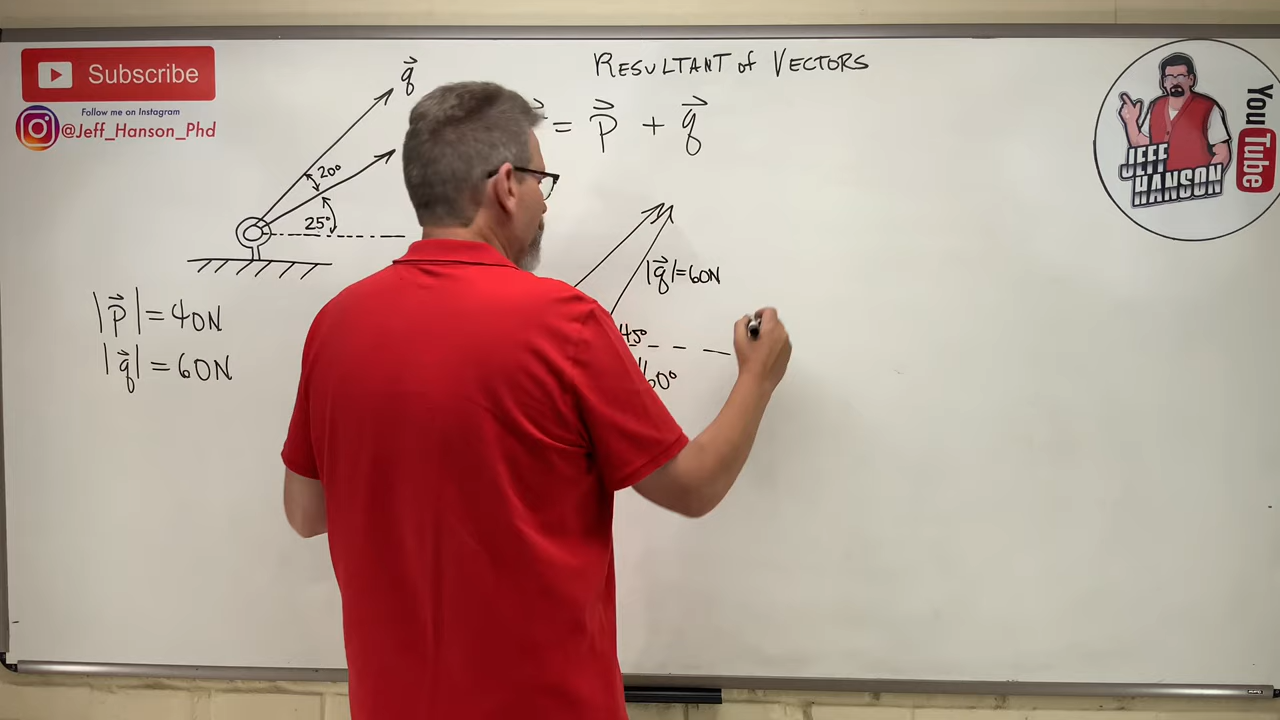 Subscribe
Follow me on Instagram
@Jeff_Hanson_Phd
RESULTANT of VECTORS
= p⃗ + q⃗
q⃗
20°
25°
|p⃗| = 40N
|q⃗| = 60N
|q⃗| = 60N
45°
60°
JEFF
HANSON
YouTube